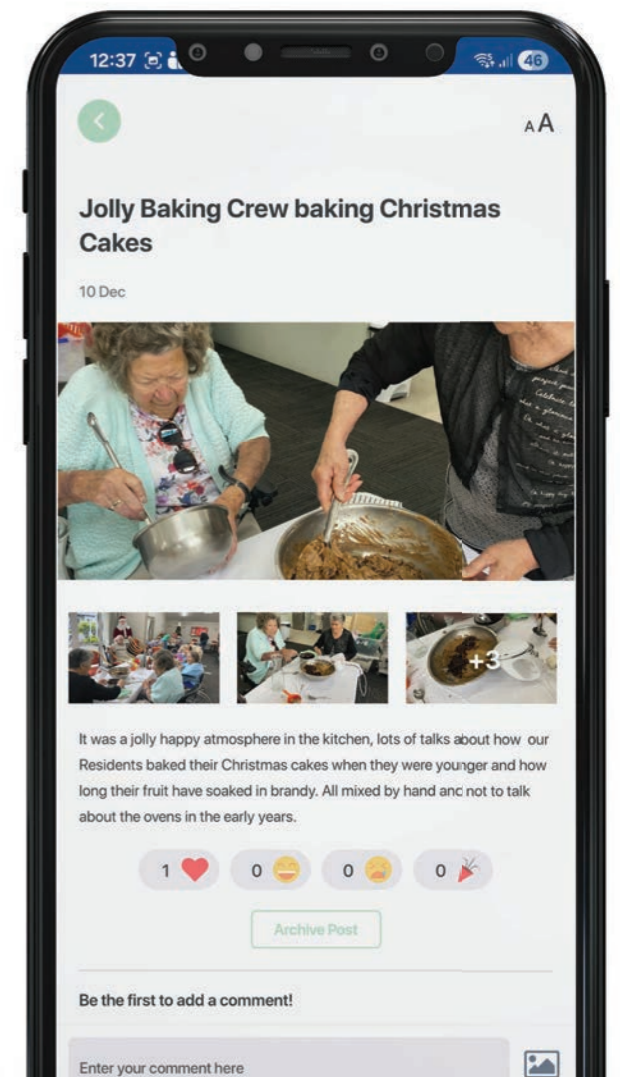 12:37
46
AA
Jolly Baking Crew baking Christmas
Cakes
10 Dec
+3
It was a jolly happy atmosphere in the kitchen, lots of talks about how our
Residents baked their Christmas cakes when they were younger and how
long their fruit have soaked in brandy. All mixed by hand and not to talk
about the ovens in the early years.
1
0
0
0
Archive Post
Be the first to add a comment!
Enter your comment here